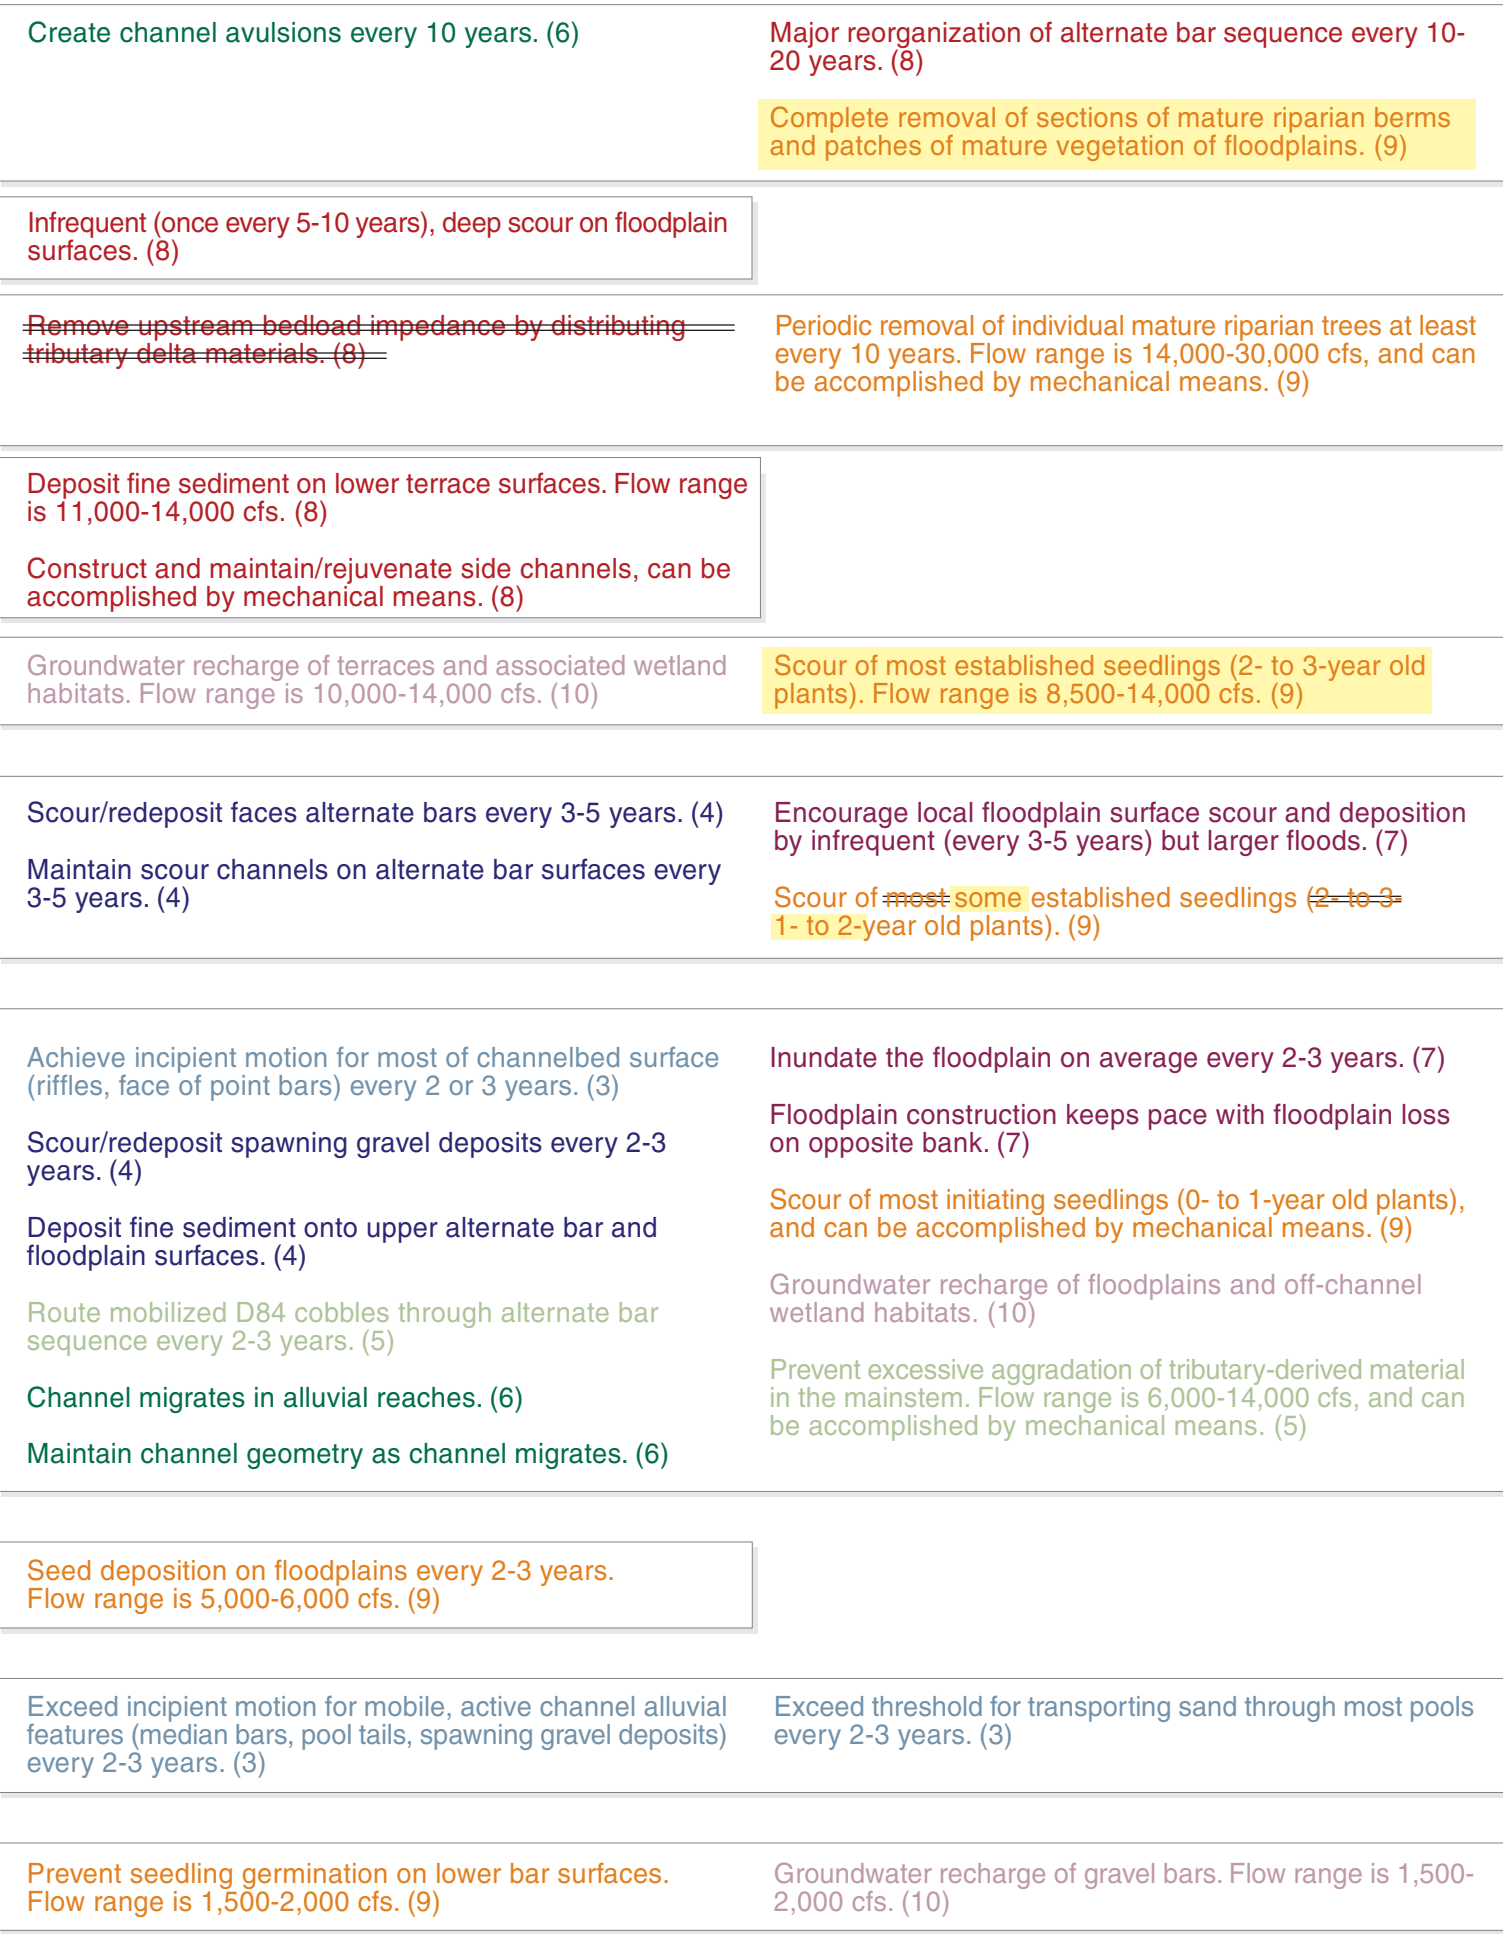 Create channel avulsions every 10 years. (6)
Major reorganization of alternate bar sequence every 10-
20 years. (8)
Complete removal of sections of mature riparian berms
and patches of mature vegetation of floodplains. (9)
Infrequent (once every 5-10 years), deep scour on floodplain
surfaces. (8)
Remove upstream bedload impedance by distributing
tributary delta materials. (8)
Periodic removal of individual mature riparian trees at least
every 10 years. Flow range is 14,000-30,000 cfs, and can
be accomplished by mechanical means. (9)
Deposit fine sediment on lower terrace surfaces. Flow range
is 11,000-14,000 cfs. (8)
Construct and maintain/rejuvenate side channels, can be
accomplished by mechanical means. (8)
Groundwater recharge of terraces and associated wetland
habitats. Flow range is 10,000-14,000 cfs. (10)
Scour of most established seedlings (2- to 3-year old
plants). Flow range is 8,500-14,000 cfs. (9)
Scour/redeposit faces alternate bars every 3-5 years. (4)
Maintain scour channels on alternate bar surfaces every
3-5 years. (4)
Encourage local floodplain surface scour and deposition
by infrequent (every 3-5 years) but larger floods. (7)
Scour of most some established seedlings (2- to 3-
1- to 2-year old plants). (9)
Achieve incipient motion for most of channelbed surface
(riffles, face of point bars) every 2 or 3 years. (3)
Scour/redeposit spawning gravel deposits every 2-3
years. (4)
Deposit fine sediment onto upper alternate bar and
floodplain surfaces. (4)
Route mobilized D84 cobbles through alternate bar
sequence every 2-3 years. (5)
Channel migrates in alluvial reaches. (6)
Maintain channel geometry as channel migrates. (6)
Inundate the floodplain on average every 2-3 years. (7)
Floodplain construction keeps pace with floodplain loss
on opposite bank. (7)
Scour of most initiating seedlings (0- to 1-year old plants),
and can be accomplished by mechanical means. (9)
Groundwater recharge of floodplains and off-channel
wetland habitats. (10)
Prevent excessive aggradation of tributary-derived material
in the mainstem. Flow range is 6,000-14,000 cfs, and can
be accomplished by mechanical means. (5)
Seed deposition on floodplains every 2-3 years.
Flow range is 5,000-6,000 cfs. (9)
Exceed incipient motion for mobile, active channel alluvial
features (median bars, pool tails, spawning gravel deposits)
every 2-3 years. (3)
Exceed threshold for transporting sand through most pools
every 2-3 years. (3)
Prevent seedling germination on lower bar surfaces.
Flow range is 1,500-2,000 cfs. (9)
Groundwater recharge of gravel bars. Flow range is 1,500-
2,000 cfs. (10)